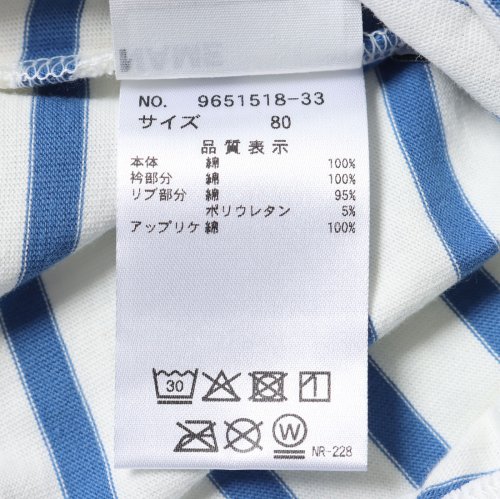 NO. 9651518-33
サイズ 80
品質表示
本体 綿 100%
衿部分 綿 100%
リブ部分 綿 95%
ポリウレタン 5%
アップリケ 綿 100%
30
W
NR-228